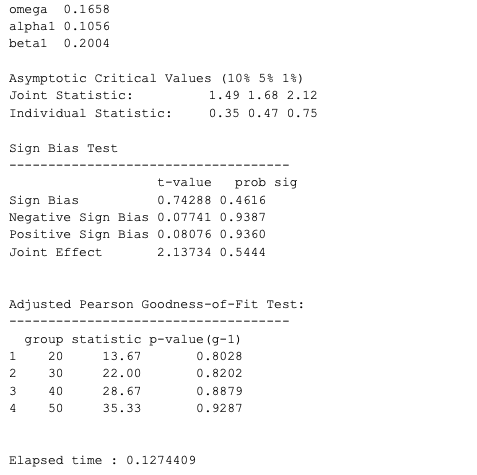 omega  0.1658
alpha1 0.1056
beta1  0.2004

Asymptotic Critical Values (10% 5% 1%)
Joint Statistic:          1.49 1.68 2.12
Individual Statistic:     0.35 0.47 0.75

Sign Bias Test
------------------------------------
                   t-value   prob sig
Sign Bias          0.74288 0.4616
Negative Sign Bias 0.07741 0.9387
Positive Sign Bias 0.08076 0.9360
Joint Effect       2.13734 0.5444

Adjusted Pearson Goodness-of-Fit Test:
------------------------------------
  group statistic p-value(g-1)
1    20     13.67       0.8028
2    30     22.00       0.8202
3    40     28.67       0.8879
4    50     35.33       0.9287

Elapsed time : 0.1274409